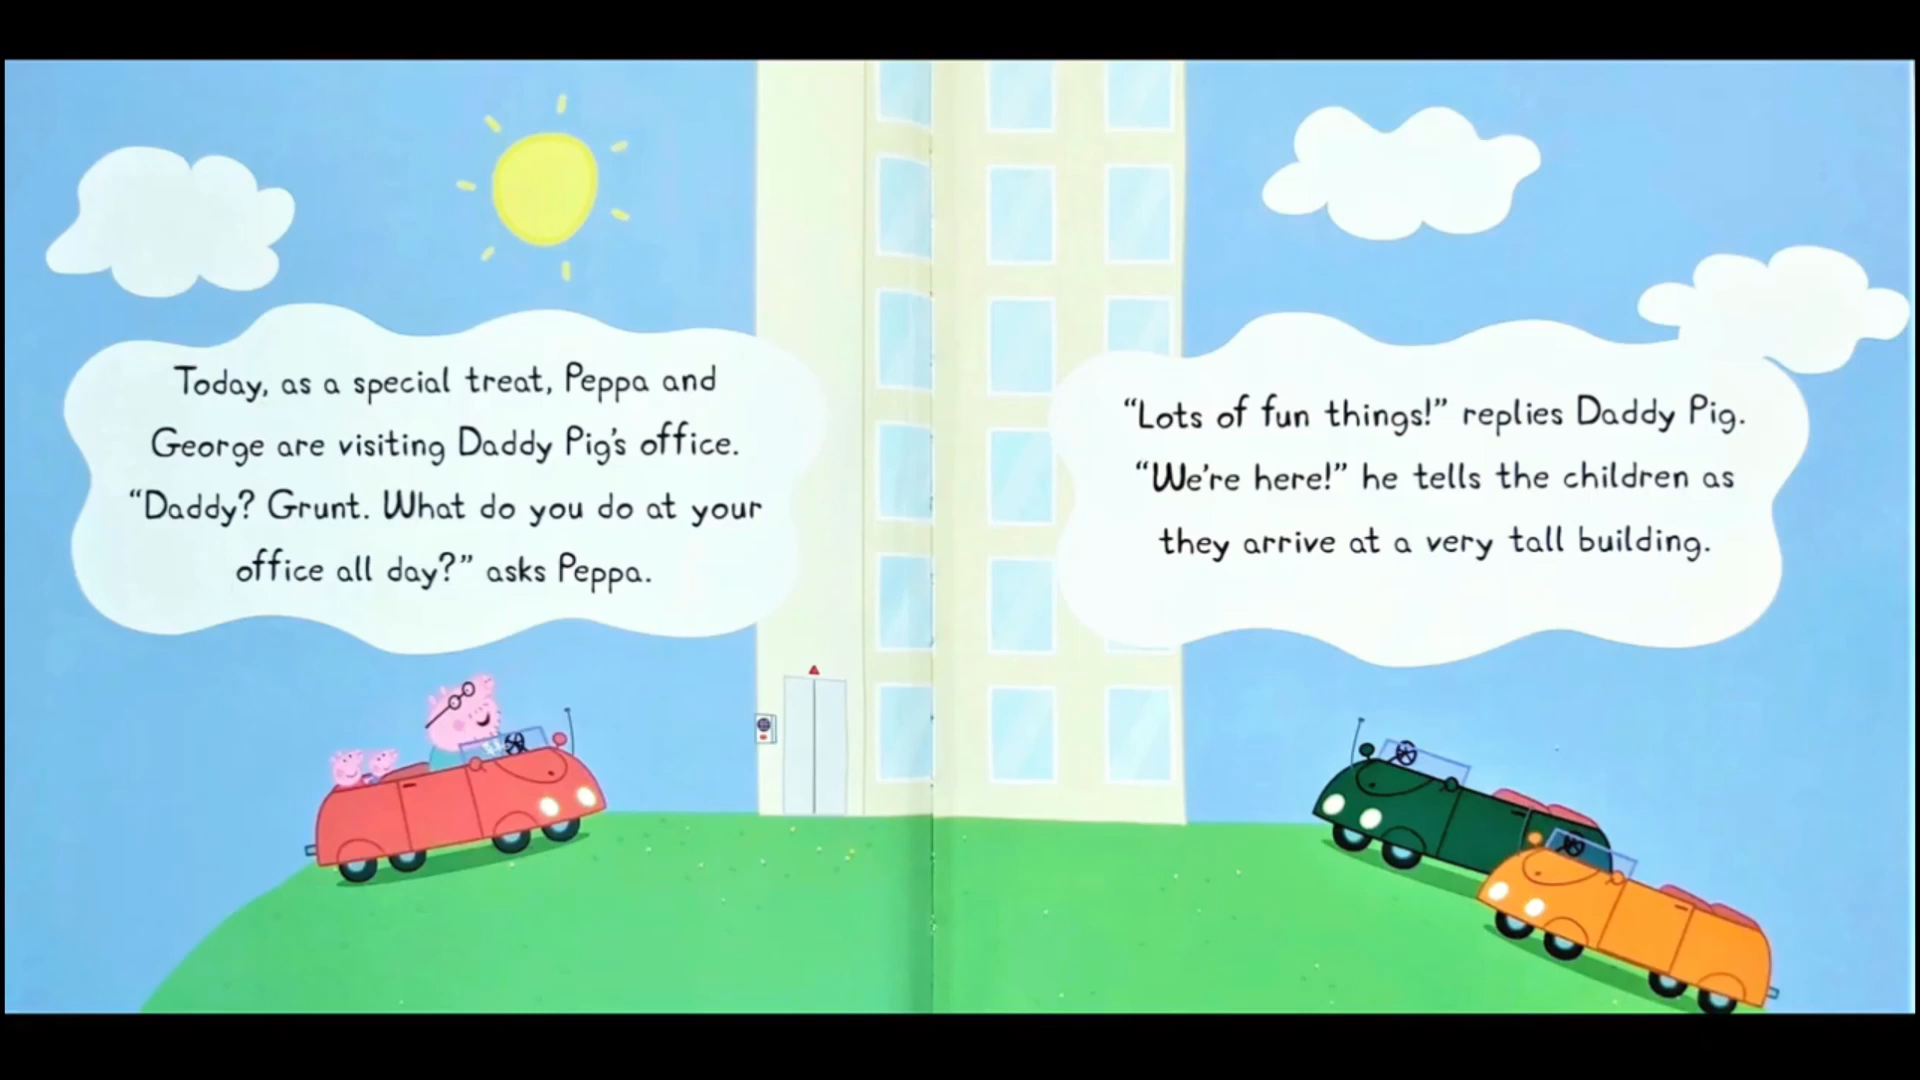 Today, as a special treat, Peppa and
George are visiting Daddy Pig's office.
“Daddy? Grunt. What do you do at your
office all day?” asks Peppa.
“Lots of fun things!” replies Daddy Pig.
“We're here!” he tells the children as
they arrive at a very tall building.